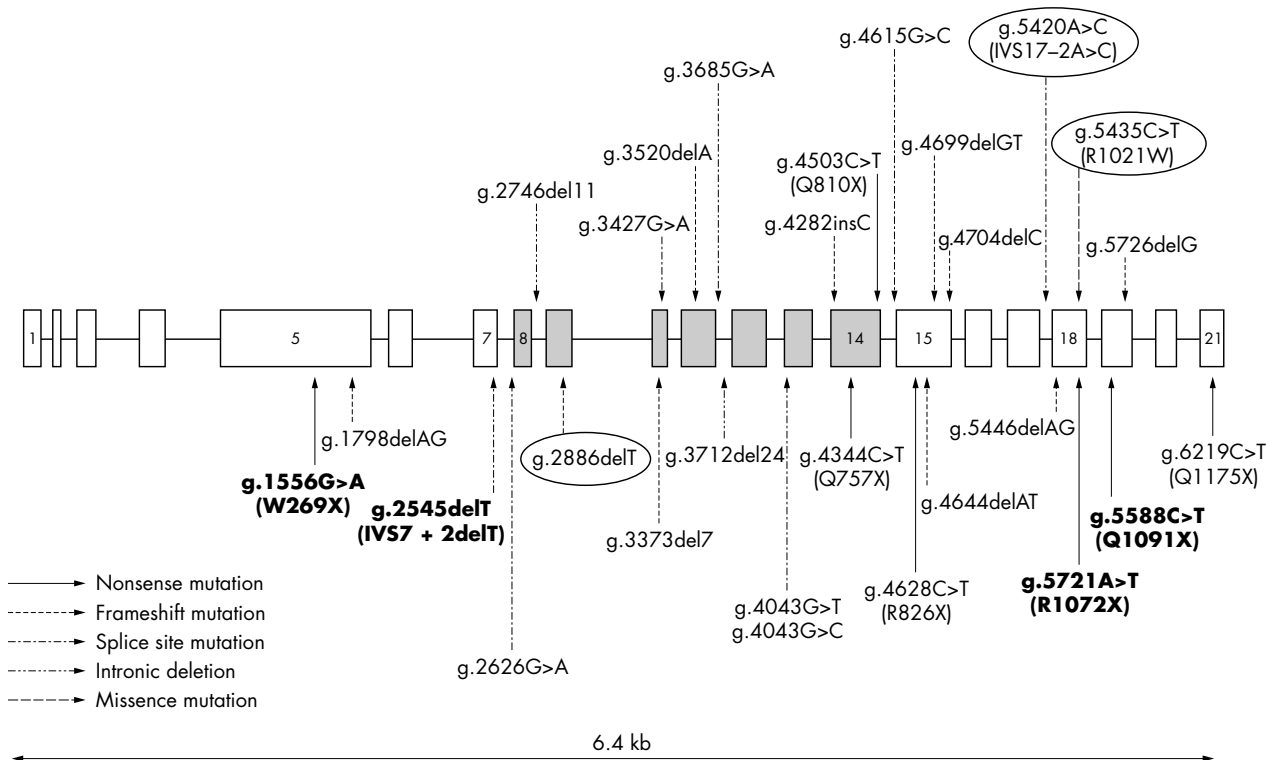 g.4615G>C
g.5420A>C
(IVS17–2A>C)
g.3685G>A
g.5435C>T
(R1021W)
g.3520delA
g.4503C>T
(Q810X)
g.4699delGT
g.2746del11
g.3427G>A
g.4282insC
g.4704delC
g.5726delG
1
5
7
8
14
15
18
21
g.1798delAG
g.1556G>A
(W269X)
g.2545delT
(IVS7 + 2delT)
g.2886delT
g.3712del24
g.4344C>T
(Q757X)
g.5446delAG
g.6219C>T
(Q1175X)
g.4644delAT
g.5588C>T
(Q1091X)
g.3373del7
g.4628C>T
(R826X)
g.5721A>T
(R1072X)
g.4043G>T
g.4043G>C
g.2626G>A
Nonsense mutation
Frameshift mutation
Splice site mutation
Intronic deletion
Missence mutation
6.4 kb